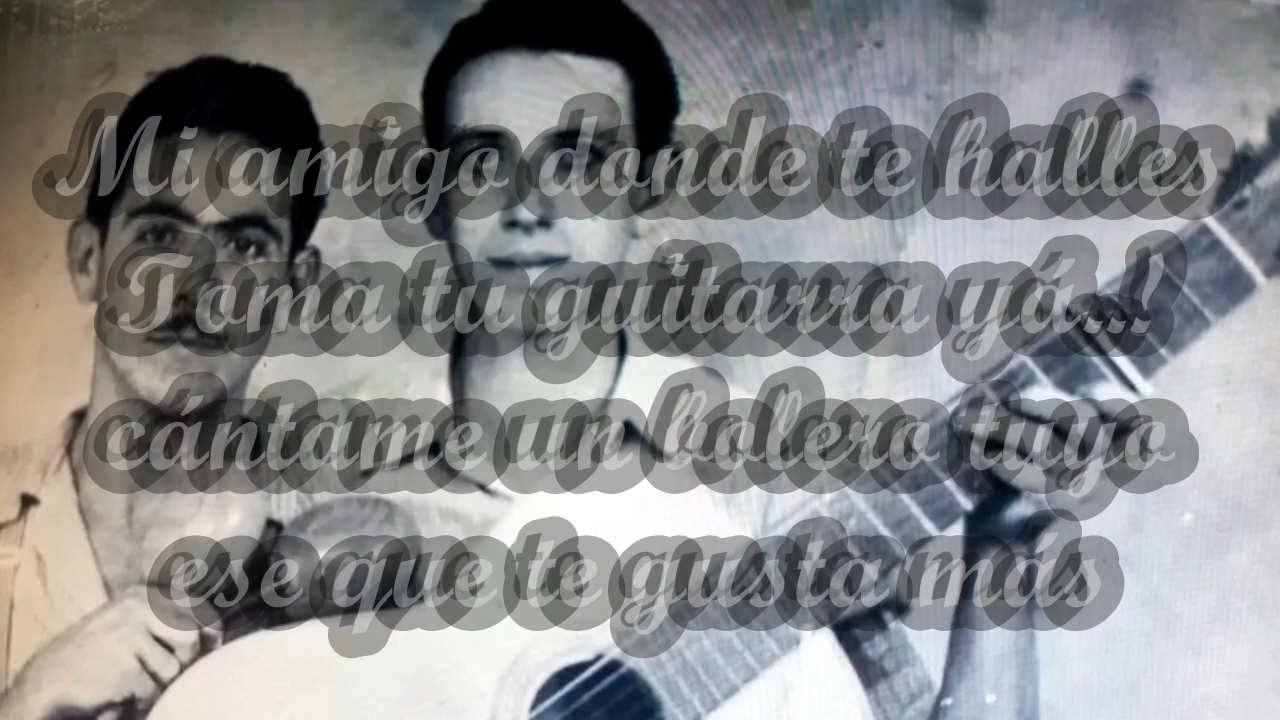 Mi amigo donde te halles
Toma tu guitarra yá...!
cántame un bolero tuyo
ese que te gusta más